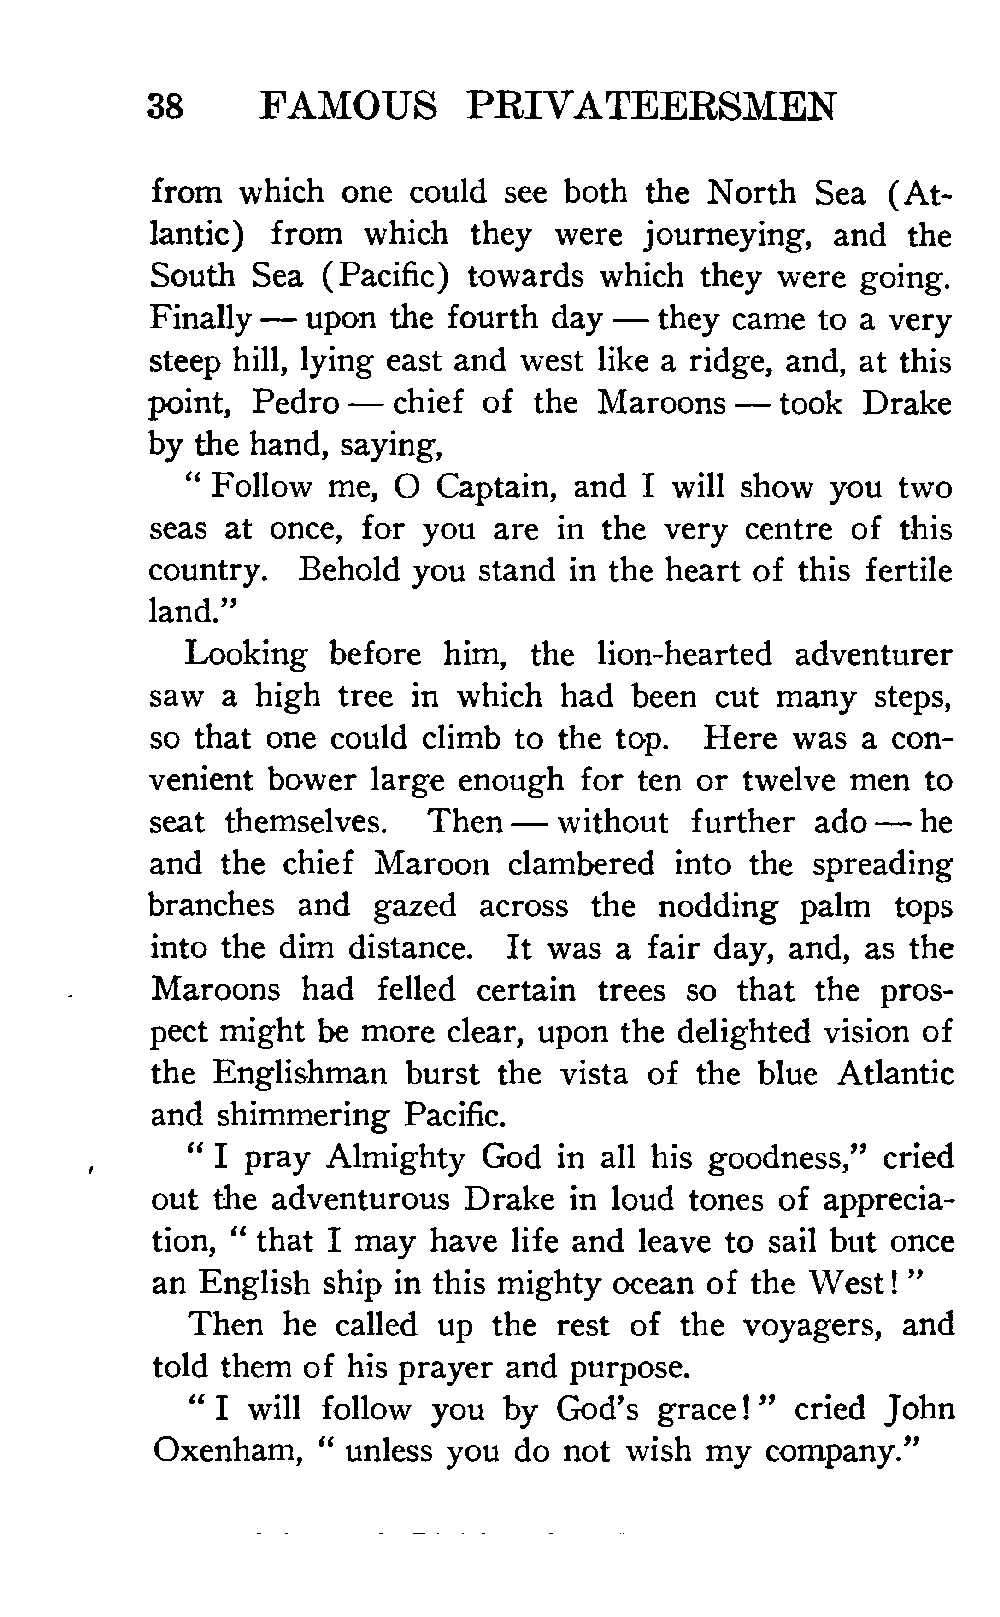 38 FAMOUS PRIVATEERSMEN
from which one could see both the North Sea (At-
lantic) from which they were journeying, and the
South Sea (Pacific) towards which they were going.
Finally — upon the fourth day — they came to a very
steep hill, lying east and west like a ridge, and, at this
point, Pedro — chief of the Maroons — took Drake
by the hand, saying,
“ Follow me, O Captain, and I will show you two
seas at once, for you are in the very centre of this
country. Behold you stand in the heart of this fertile
land.”
Looking before him, the lion-hearted adventurer
saw a high tree in which had been cut many steps,
so that one could climb to the top. Here was a con-
venient bower large enough for ten or twelve men to
seat themselves. Then — without further ado — he
and the chief Maroon clambered into the spreading
branches and gazed across the nodding palm tops
into the dim distance. It was a fair day, and, as the
Maroons had felled certain trees so that the pros-
pect might be more clear, upon the delighted vision of
the Englishman burst the vista of the blue Atlantic
and shimmering Pacific.
“ I pray Almighty God in all his goodness,” cried
out the adventurous Drake in loud tones of apprecia-
tion, “ that I may have life and leave to sail but once
an English ship in this mighty ocean of the West! ”
Then he called up the rest of the voyagers, and
told them of his prayer and purpose.
“ I will follow you by God’s grace! ” cried John
Oxenham, “ unless you do not wish my company.”